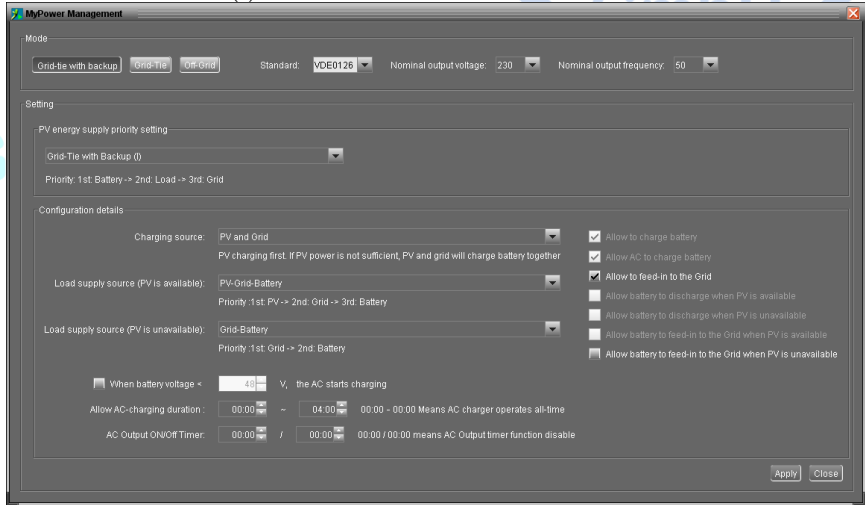 MyPower Management
Mode
Grid-tie with backup Grid-Tie Off-Grid Standard: VDE0126 Nominal output voltage: 230 Nominal output frequency: 50
Setting
PV energy supply priority setting
Grid-Tie with Backup (I)
Priority: 1st: Battery -> 2nd: Load -> 3rd: Grid
Configuration details
Charging source: PV and Grid
PV charging first. If PV power is not sufficient, PV and grid will charge battery together
Load supply source (PV is available): PV-Grid-Battery
Priority :1st: PV -> 2nd: Grid -> 3rd: Battery
Load supply source (PV is unavailable): Grid-Battery
Priority :1st: Grid -> 2nd: Battery
Allow to charge battery
Allow AC to charge battery
Allow to feed-in to the Grid
Allow battery to discharge when PV is available
Allow battery to discharge when PV is unavailable
Allow battery to feed-in to the Grid when PV is available
Allow battery to feed-in to the Grid when PV is unavailable
When battery voltage < 48 V, the AC starts charging
Allow AC-charging duration : 00:00 ~ 04:00 00:00 - 00:00 Means AC charger operates all-time
AC Output ON/Off Timer: 00:00 / 00:00 00:00 / 00:00 means AC Output timer function disable
Apply Close